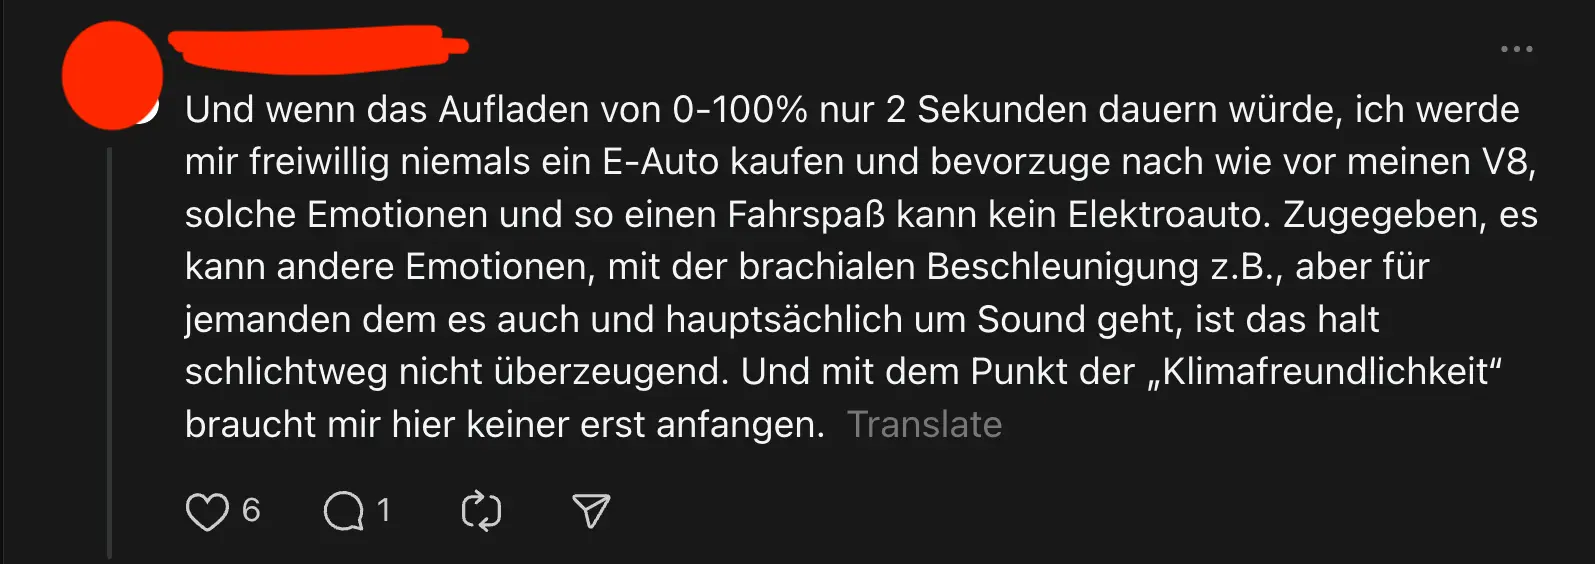 Und wenn das Aufladen von 0-100% nur 2 Sekunden dauern würde, ich werde
mir freiwillig niemals ein E-Auto kaufen und bevorzuge nach wie vor meinen V8,
solche Emotionen und so einen Fahrspaß kann kein Elektroauto. Zugegeben, es
kann andere Emotionen, mit der brachialen Beschleunigung z.B., aber für
jemanden dem es auch und hauptsächlich um Sound geht, ist das halt
schlichtweg nicht überzeugend. Und mit dem Punkt der „Klimafreundlichkeit“
braucht mir hier keiner erst anfangen. Translate
6 1